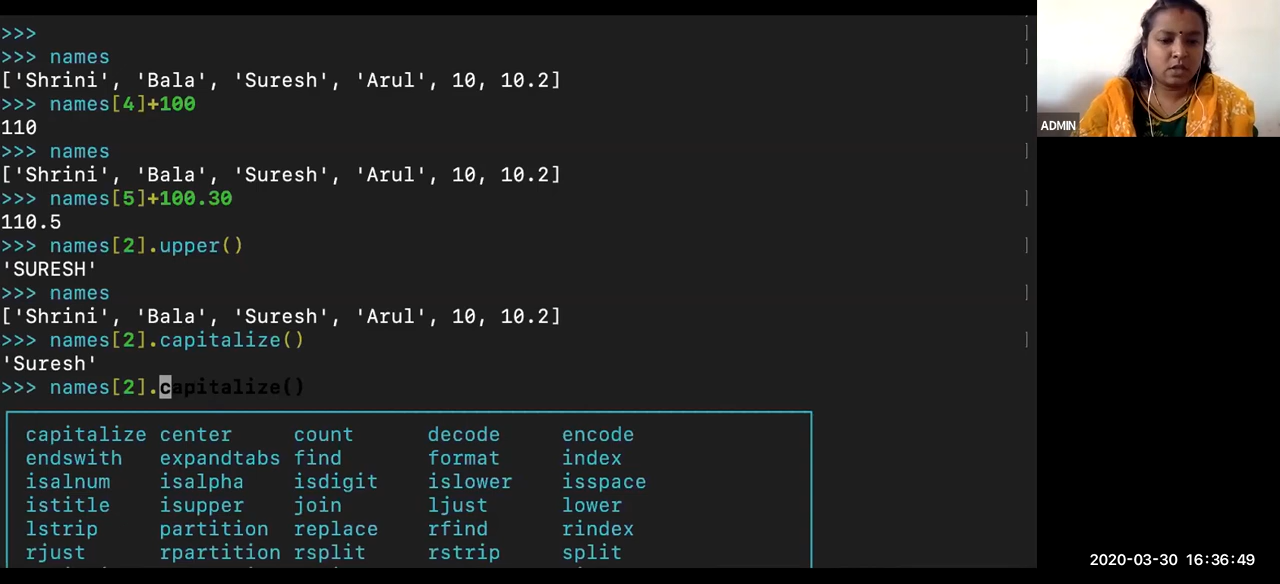 >>>
>>> names
['Shrini', 'Bala', 'Suresh', 'Arul', 10, 10.2]
>>> names[4]+100
110
>>> names
['Shrini', 'Bala', 'Suresh', 'Arul', 10, 10.2]
>>> names[5]+100.30
110.5
>>> names[2].upper()
'SURESH'
>>> names
['Shrini', 'Bala', 'Suresh', 'Arul', 10, 10.2]
>>> names[2].capitalize()
'Suresh'
>>> names[2].capitalize()
capitalize center count decode encode
endswith expandtabs find format index
isalnum isalpha isdigit islower isspace
istitle isupper join ljust lower
lstrip partition replace rfind rindex
rjust rpartition rsplit rstrip split
ADMIN
2020-03-30 16:36:49